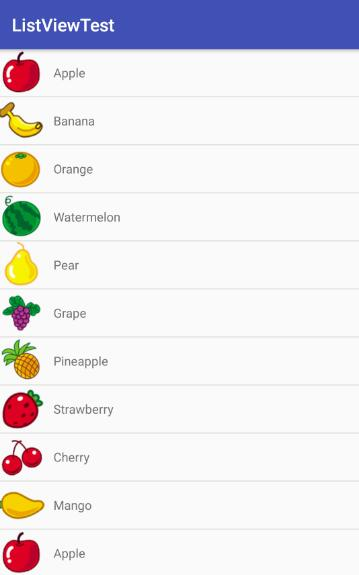 ListViewTest
Apple
Banana
Orange
Watermelon
Pear
Grape
Pineapple
Strawberry
Cherry
Mango
Apple